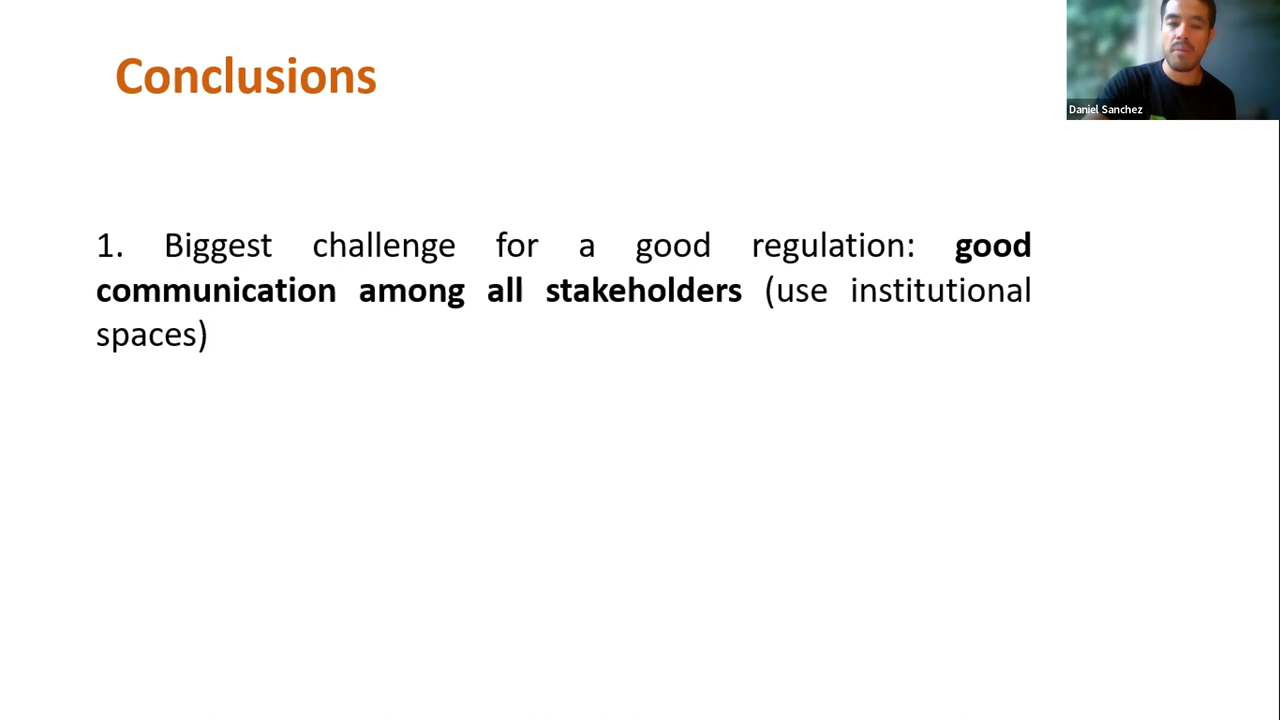 Conclusions
Daniel Sanchez
1. Biggest challenge for a good regulation: good
communication among all stakeholders (use institutional
spaces)